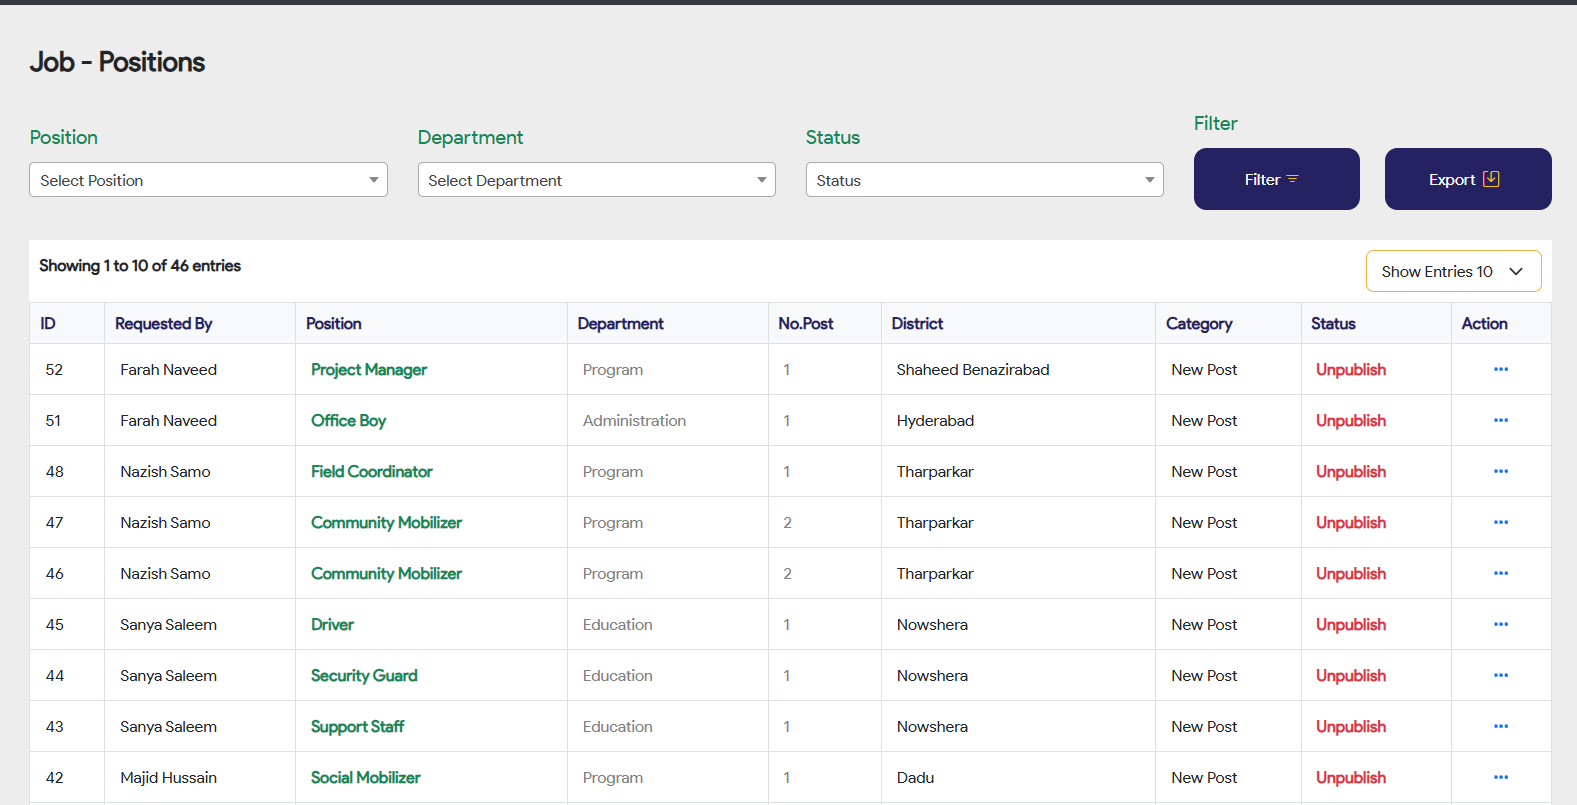 Job - Positions
Position Department Status Filter
Select Position Select Department Status Filter Export
Showing 1 to 10 of 46 entries Show Entries 10
ID Requested By Position Department No.Post District Category Status Action
52 Farah Naveed Project Manager Program 1 Shaheed Benazirabad New Post Unpublish
51 Farah Naveed Office Boy Administration 1 Hyderabad New Post Unpublish
48 Nazish Samo Field Coordinator Program 1 Tharparkar New Post Unpublish
47 Nazish Samo Community Mobilizer Program 2 Tharparkar New Post Unpublish
46 Nazish Samo Community Mobilizer Program 2 Tharparkar New Post Unpublish
45 Sanya Saleem Driver Education 1 Nowshera New Post Unpublish
44 Sanya Saleem Security Guard Education 1 Nowshera New Post Unpublish
43 Sanya Saleem Support Staff Education 1 Nowshera New Post Unpublish
42 Majid Hussain Social Mobilizer Program 1 Dadu New Post Unpublish